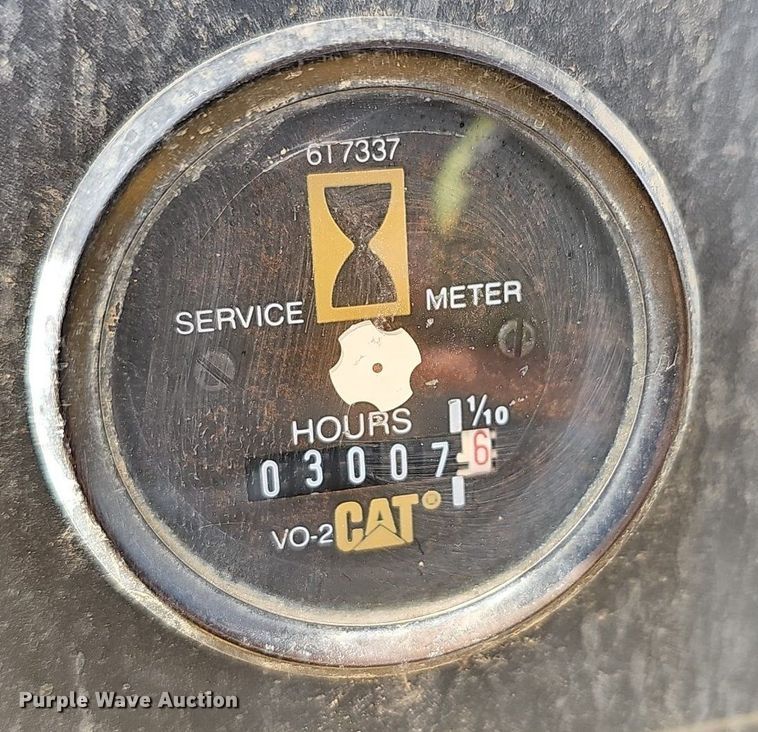 6T7337
SERVICE METER
HOURS 1/10
03007 6
VO-2 CAT
Purple Wave Auction